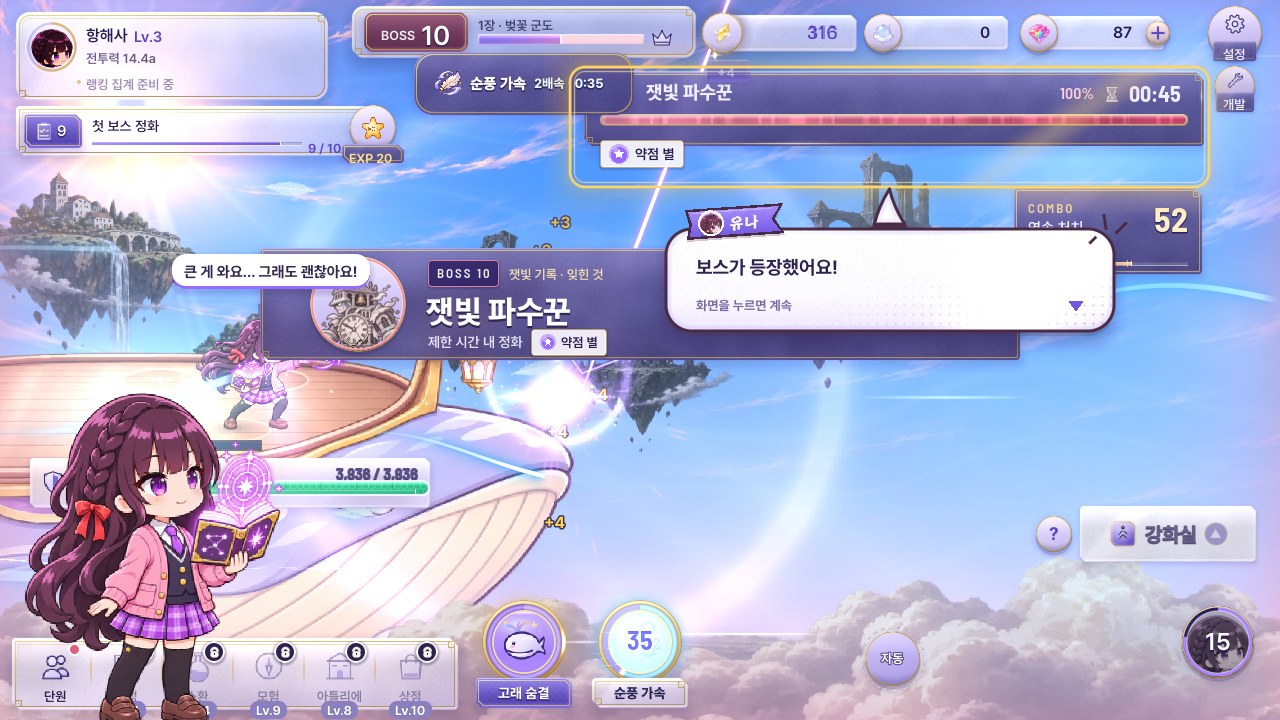 항해사 Lv.3
전투력 14.4a
랭킹 집계 준비 중
9 첫 보스 정화
9 / 10
EXP 20
BOSS 10
1장 · 벚꽃 군도
316
0
87
설정
개발
순풍 가속 2배속 0:35
+4
잿빛 파수꾼
100% 00:45
약점 별
COMBO
52
+3
유나
보스가 등장했어요!
화면을 누르면 계속
큰 게 와요... 그래도 괜찮아요!
BOSS 10
잿빛 기록 · 잊힌 것
잿빛 파수꾼
제한 시간 내 정화
약점 별
+4
+4
3,836 / 3,836
+4
?
강화실
35
15
자동
고래 숨결
순풍 가속
단원
모험
Lv.9
아틀리에
Lv.8
상점
Lv.10